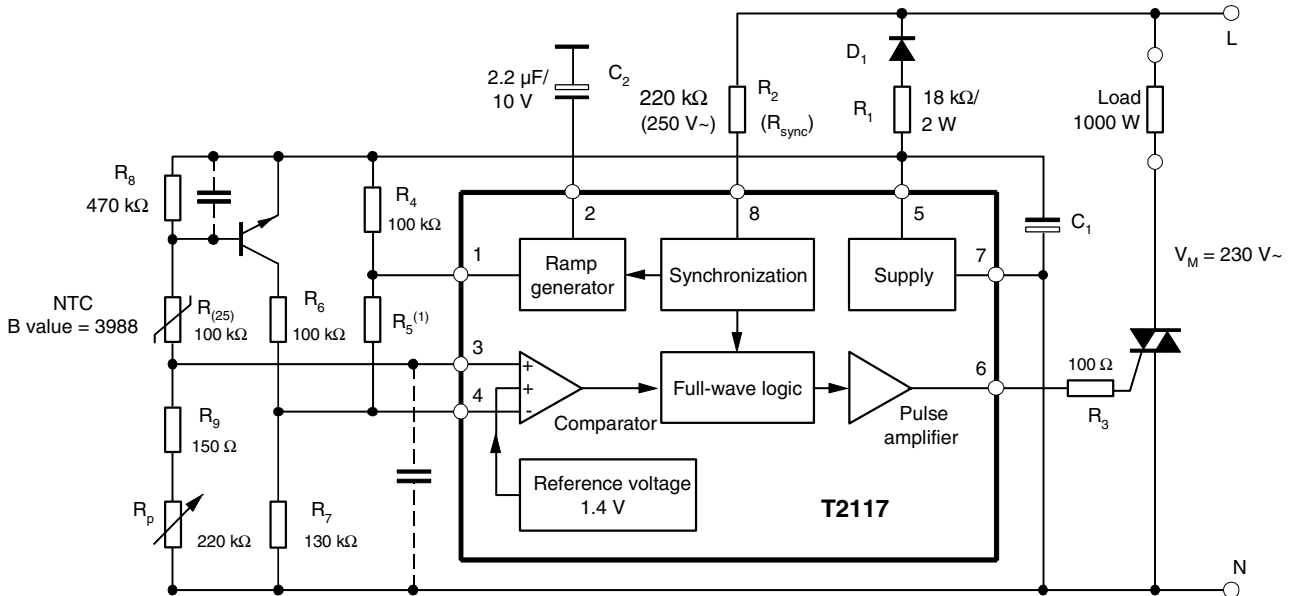 L
D₁
C₂
2.2 µF/
10 V
220 kΩ
(250 V~)
R₂
(Rsync)
R₁
18 kΩ/
2 W
Load
1000 W
R₈
470 kΩ
R₄
100 kΩ
2
8
5
C₁
1
Ramp
generator
Synchronization
Supply
7
V_M = 230 V~
NTC
B value = 3988
R(25)
100 kΩ
R₆
100 kΩ
R₅⁽¹⁾
3
+
+
-
4
Comparator
Full-wave logic
Pulse
amplifier
6
100 Ω
R₃
R₉
150 Ω
Reference voltage
1.4 V
T2117
Rp
220 kΩ
R₇
130 kΩ
N